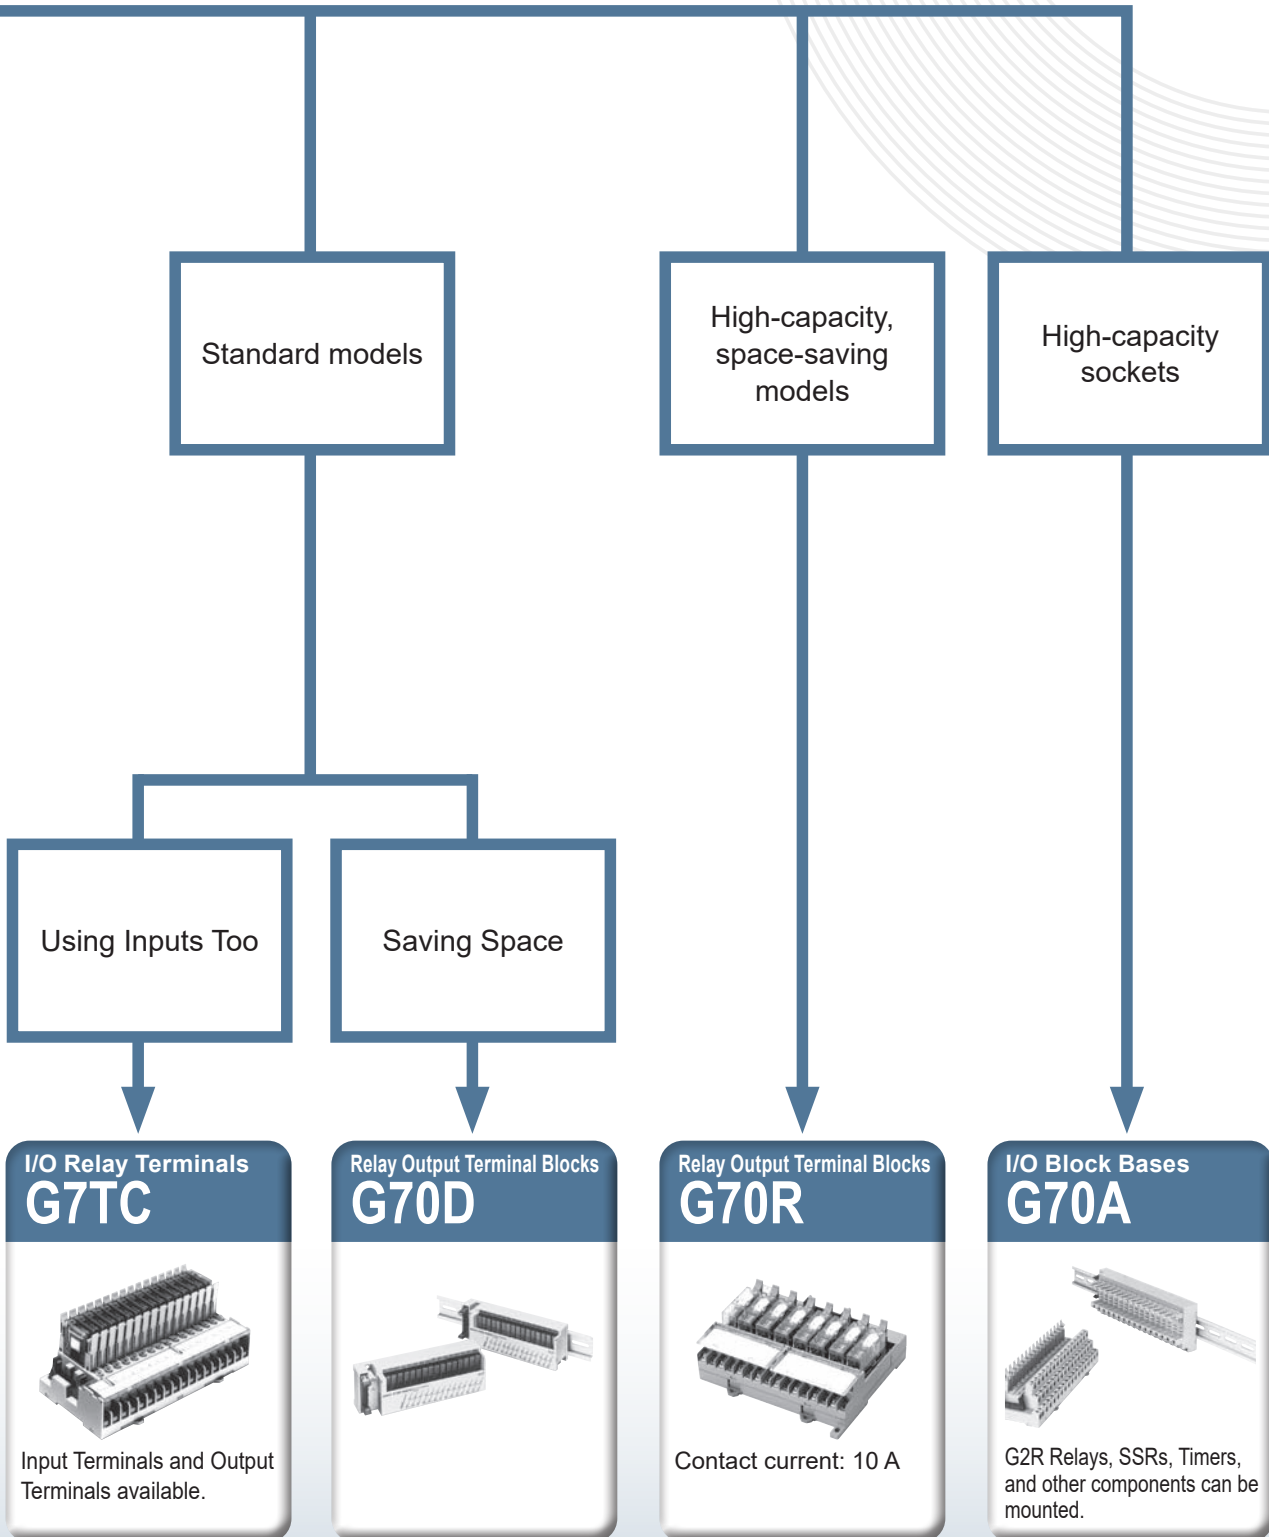 Standard models
High-capacity,
space-saving
models
High-capacity
sockets
Using Inputs Too
Saving Space
I/O Relay Terminals
G7TC
Input Terminals and Output
Terminals available.
Relay Output Terminal Blocks
G70D
Relay Output Terminal Blocks
G70R
Contact current: 10 A
I/O Block Bases
G70A
G2R Relays, SSRs, Timers,
and other components can be
mounted.